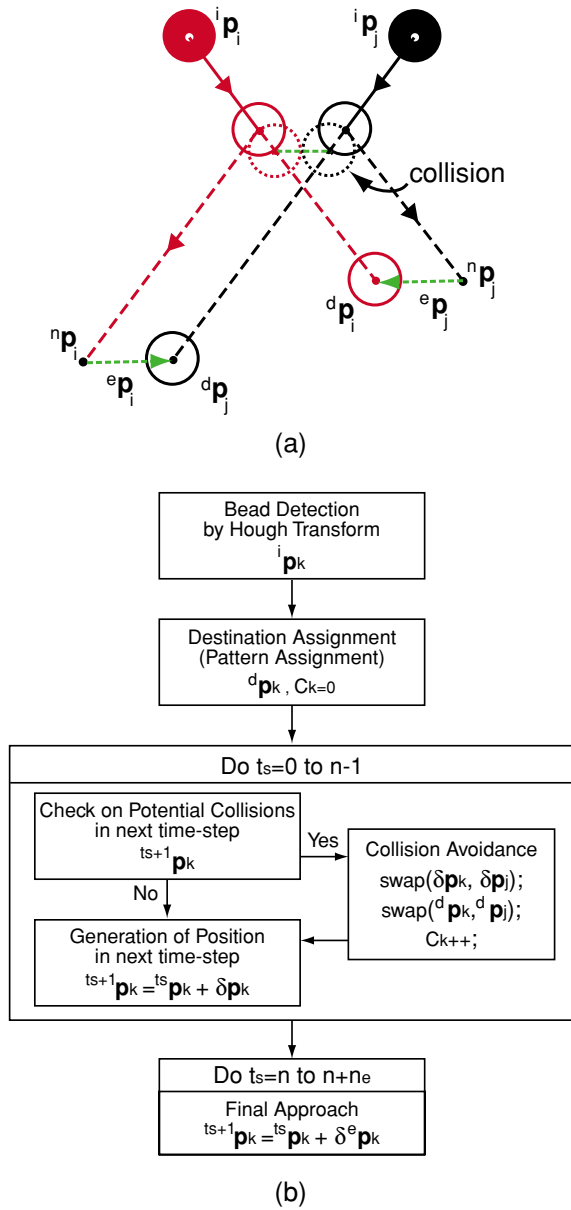 ⁱpᵢ
ⁱpⱼ
collision
ᵈpᵢ
ᵉpⱼ
ⁿpⱼ
ⁿpᵢ
ᵉpᵢ
ᵈpⱼ
(a)
Bead Detection
by Hough Transform
ⁱpk
Destination Assignment
(Pattern Assignment)
ᵈpk , Ck=0
Do ts=0 to n-1
Check on Potential Collisions
in next time-step
ᵗˢ⁺¹pk
Yes
No
Collision Avoidance
swap(δpk, δpj);
swap(ᵈpk,ᵈpj);
Ck++;
Generation of Position
in next time-step
ᵗˢ⁺¹pk=ᵗˢpk + δpk
Do ts=n to n+ne
Final Approach
ᵗˢ⁺¹pk=ᵗˢpk + δᵉpk
(b)